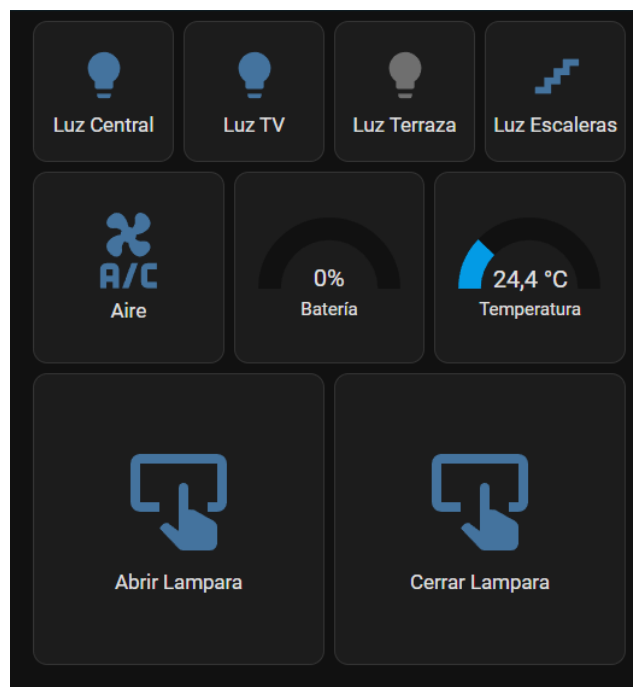 Luz Central
Luz TV
Luz Terraza
Luz Escaleras
A/C
Aire
0%
Batería
24,4 °C
Temperatura
Abrir Lampara
Cerrar Lampara